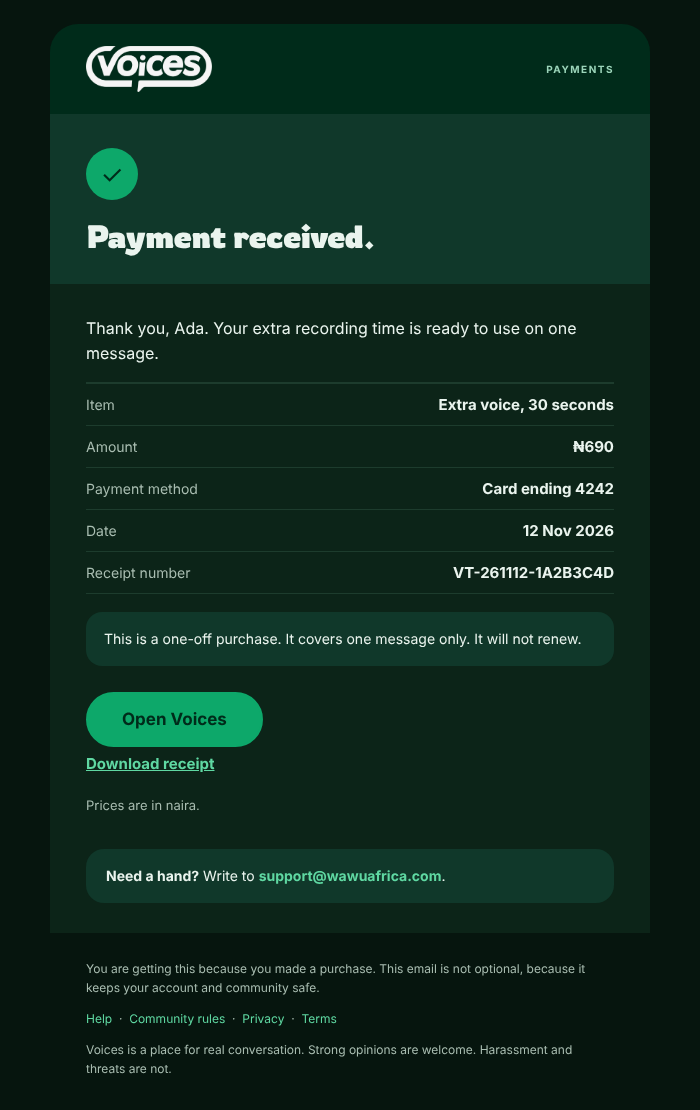 Voices
PAYMENTS
Payment received.
Thank you, Ada. Your extra recording time is ready to use on one
message.
Item Extra voice, 30 seconds
Amount ₦690
Payment method Card ending 4242
Date 12 Nov 2026
Receipt number VT-261112-1A2B3C4D
This is a one-off purchase. It covers one message only. It will not renew.
Open Voices
Download receipt
Prices are in naira.
Need a hand? Write to support@wawuafrica.com.
You are getting this because you made a purchase. This email is not optional, because it
keeps your account and community safe.
Help · Community rules · Privacy · Terms
Voices is a place for real conversation. Strong opinions are welcome. Harassment and
threats are not.